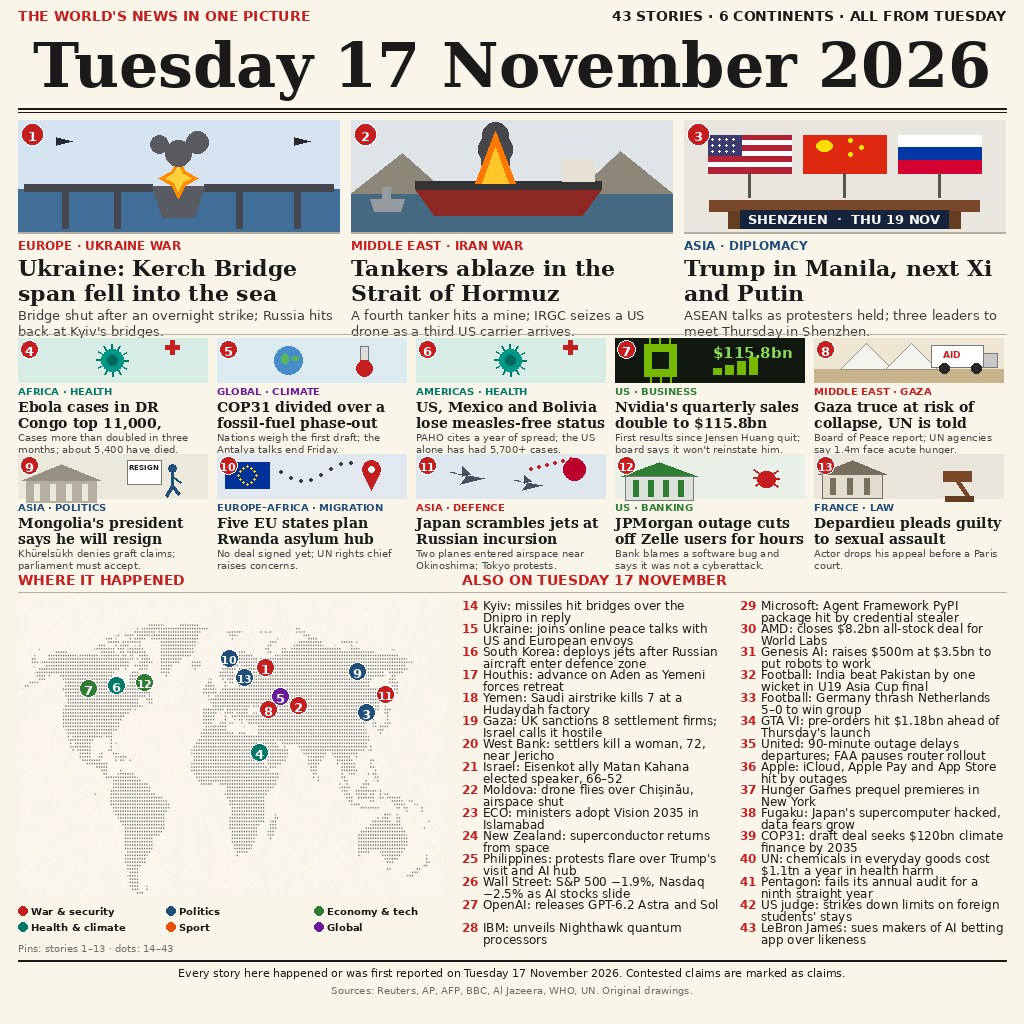 THE WORLD'S NEWS IN ONE PICTURE
43 STORIES · 6 CONTINENTS · ALL FROM TUESDAY
Tuesday 17 November 2026
1
2
3
SHENZHEN · THU 19 NOV
EUROPE · UKRAINE WAR
Ukraine: Kerch Bridge
span fell into the sea
Bridge shut after an overnight strike; Russia hits
back at Kyiv's bridges.
MIDDLE EAST · IRAN WAR
Tankers ablaze in the
Strait of Hormuz
A fourth tanker hits a mine; IRGC seizes a US
drone as a third US carrier arrives.
ASIA · DIPLOMACY
Trump in Manila, next Xi
and Putin
ASEAN talks as protesters held; three leaders to
meet Thursday in Shenzhen.
4
AFRICA · HEALTH
Ebola cases in DR
Congo top 11,000,
Cases more than doubled in three
months; about 5,400 have died.
5
GLOBAL · CLIMATE
COP31 divided over a
fossil-fuel phase-out
Nations weigh the first draft; the
Antalya talks end Friday.
6
AMERICAS · HEALTH
US, Mexico and Bolivia
lose measles-free status
PAHO cites a year of spread; the US
alone has had 5,700+ cases.
7
$115.8bn
US · BUSINESS
Nvidia's quarterly sales
double to $115.8bn
First results since Jensen Huang quit;
board says it won't reinstate him.
8
AID
MIDDLE EAST · GAZA
Gaza truce at risk of
collapse, UN is told
Board of Peace report; UN agencies
say 1.4m face acute hunger.
9
RESIGN
ASIA · POLITICS
Mongolia's president
says he will resign
Khürelsükh denies graft claims;
parliament must accept.
10
EUROPE-AFRICA · MIGRATION
Five EU states plan
Rwanda asylum hub
No deal signed yet; UN rights chief
raises concerns.
11
ASIA · DEFENCE
Japan scrambles jets at
Russian incursion
Two planes entered airspace near
Okinoshima; Tokyo protests.
12
US · BANKING
JPMorgan outage cuts
off Zelle users for hours
Bank blames a software bug and
says it was not a cyberattack.
13
FRANCE · LAW
Depardieu pleads guilty
to sexual assault
Actor drops his appeal before a Paris
court.
WHERE IT HAPPENED
10
1
9
13
7
6
12
5
11
8
2
3
4
War & security
Politics
Economy & tech
Health & climate
Sport
Global
Pins: stories 1–13 · dots: 14–43
ALSO ON TUESDAY 17 NOVEMBER
14 Kyiv: missiles hit bridges over the
Dnipro in reply
15 Ukraine: joins online peace talks with
US and European envoys
16 South Korea: deploys jets after Russian
aircraft enter defence zone
17 Houthis: advance on Aden as Yemeni
forces retreat
18 Yemen: Saudi airstrike kills 7 at a
Hudaydah factory
19 Gaza: UK sanctions 8 settlement firms;
Israel calls it hostile
20 West Bank: settlers kill a woman, 72,
near Jericho
21 Israel: Eisenkot ally Matan Kahana
elected speaker, 66–52
22 Moldova: drone flies over Chișinău,
airspace shut
23 ECO: ministers adopt Vision 2035 in
Islamabad
24 New Zealand: superconductor returns
from space
25 Philippines: protests flare over Trump's
visit and AI hub
26 Wall Street: S&P 500 −1.9%, Nasdaq
−2.5% as AI stocks slide
27 OpenAI: releases GPT-6.2 Astra and Sol
28 IBM: unveils Nighthawk quantum
processors
29 Microsoft: Agent Framework PyPI
package hit by credential stealer
30 AMD: closes $8.2bn all-stock deal for
World Labs
31 Genesis AI: raises $500m at $3.5bn to
put robots to work
32 Football: India beat Pakistan by one
wicket in U19 Asia Cup final
33 Football: Germany thrash Netherlands
5–0 to win group
34 GTA VI: pre-orders hit $1.18bn ahead of
Thursday's launch
35 United: 90-minute outage delays
departures; FAA pauses router rollout
36 Apple: iCloud, Apple Pay and App Store
hit by outages
37 Hunger Games prequel premieres in
New York
38 Fugaku: Japan's supercomputer hacked,
data fears grow
39 COP31: draft deal seeks $120bn climate
finance by 2035
40 UN: chemicals in everyday goods cost
$1.1tn a year in health harm
41 Pentagon: fails its annual audit for a
ninth straight year
42 US judge: strikes down limits on foreign
students' stays
43 LeBron James: sues makers of AI betting
app over likeness
Every story here happened or was first reported on Tuesday 17 November 2026. Contested claims are marked as claims.
Sources: Reuters, AP, AFP, BBC, Al Jazeera, WHO, UN. Original drawings.